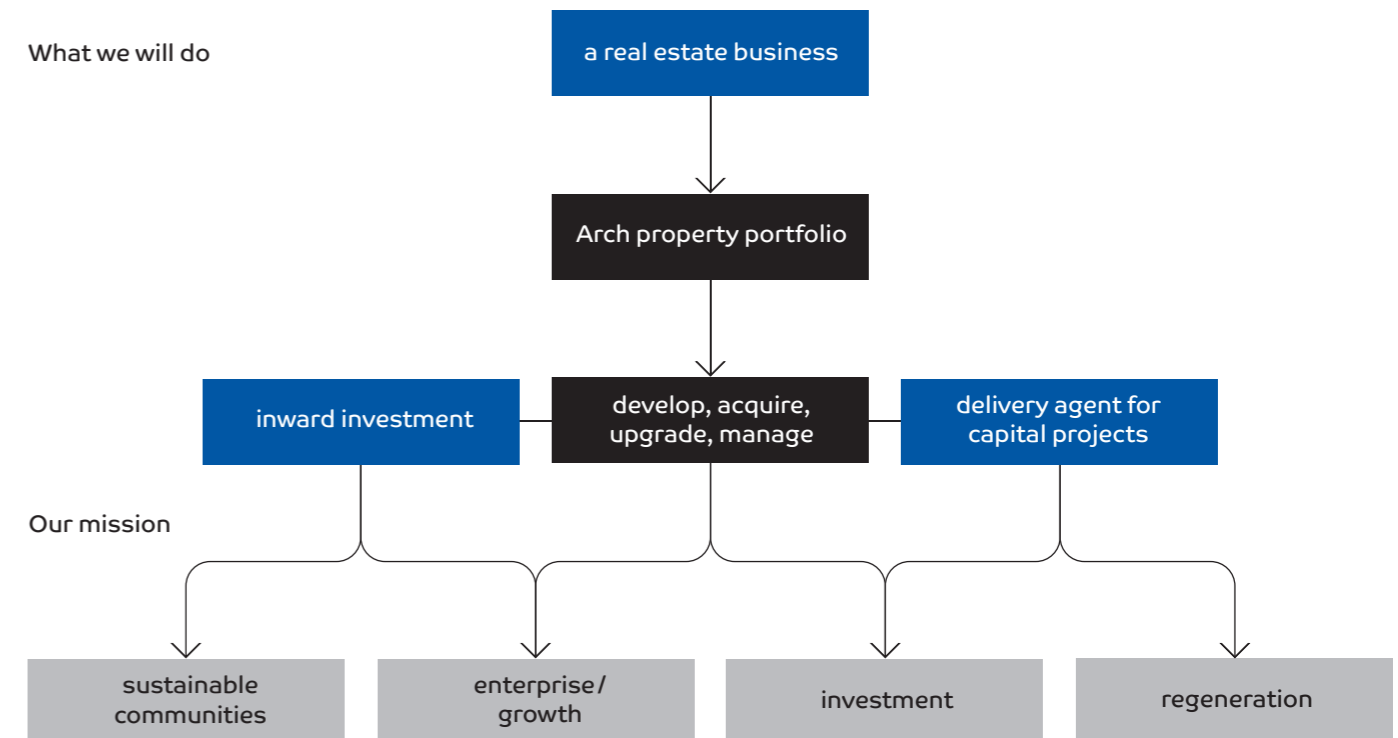 What we will do
a real estate business
Arch property portfolio
inward investment
develop, acquire,
upgrade, manage
delivery agent for
capital projects
Our mission
sustainable
communities
enterprise/
growth
investment
regeneration